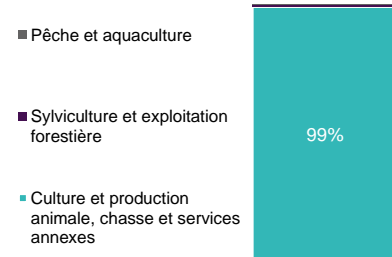 Pêche et aquaculture
Sylviculture et exploitation
forestière
99%
Culture et production
animale, chasse et services
annexes